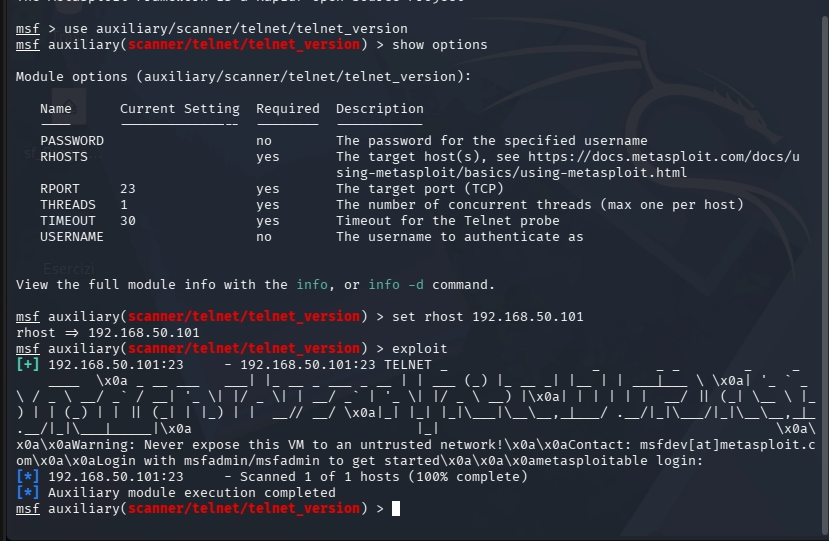 msf > use auxiliary/scanner/telnet/telnet_version
msf auxiliary(scanner/telnet/telnet_version) > show options
Module options (auxiliary/scanner/telnet/telnet_version):
Name Current Setting Required Description
PASSWORD no The password for the specified username
RHOSTS yes The target host(s), see https://docs.metasploit.com/docs/u
sing-metasploit/basics/using-metasploit.html
RPORT 23 yes The target port (TCP)
THREADS 1 yes The number of concurrent threads (max one per host)
TIMEOUT 30 yes Timeout for the Telnet probe
USERNAME no The username to authenticate as
Esercizi
View the full module info with the info, or info -d command.
msf auxiliary(scanner/telnet/telnet_version) > set rhost 192.168.50.101
rhost => 192.168.50.101
msf auxiliary(scanner/telnet/telnet_version) > exploit
[+] 192.168.50.101:23 - 192.168.50.101:23 TELNET _ _ _ _ _ _
____ \x0a _ __ ___ ___| |_ __ _ ___ _ __ | | ___ (_) |_ __ _| |__ | | ___|___ \ \x0a| '_ ` _
\ / _ \ __/ _` / __| '_ \| |/ _ \| | __/ _` | '_ \| |/ _ \ __) |\x0a| | | | | | __/ || (_| \__ \ |_
) | | (_) | | || (_| | |_) | | __// __/ \x0a|_| |_| |_|\___|\__\__,_|___/ .__/|_|\___/|_|\__\__,_|_
.__/|_|\___|_____|\x0a |_| \x0a\
x0a\x0aWarning: Never expose this VM to an untrusted network!\x0a\x0aContact: msfdev[at]metasploit.c
om\x0a\x0aLogin with msfadmin/msfadmin to get started\x0a\x0a\x0ametasploitable login:
[*] 192.168.50.101:23 - Scanned 1 of 1 hosts (100% complete)
[*] Auxiliary module execution completed
msf auxiliary(scanner/telnet/telnet_version) >